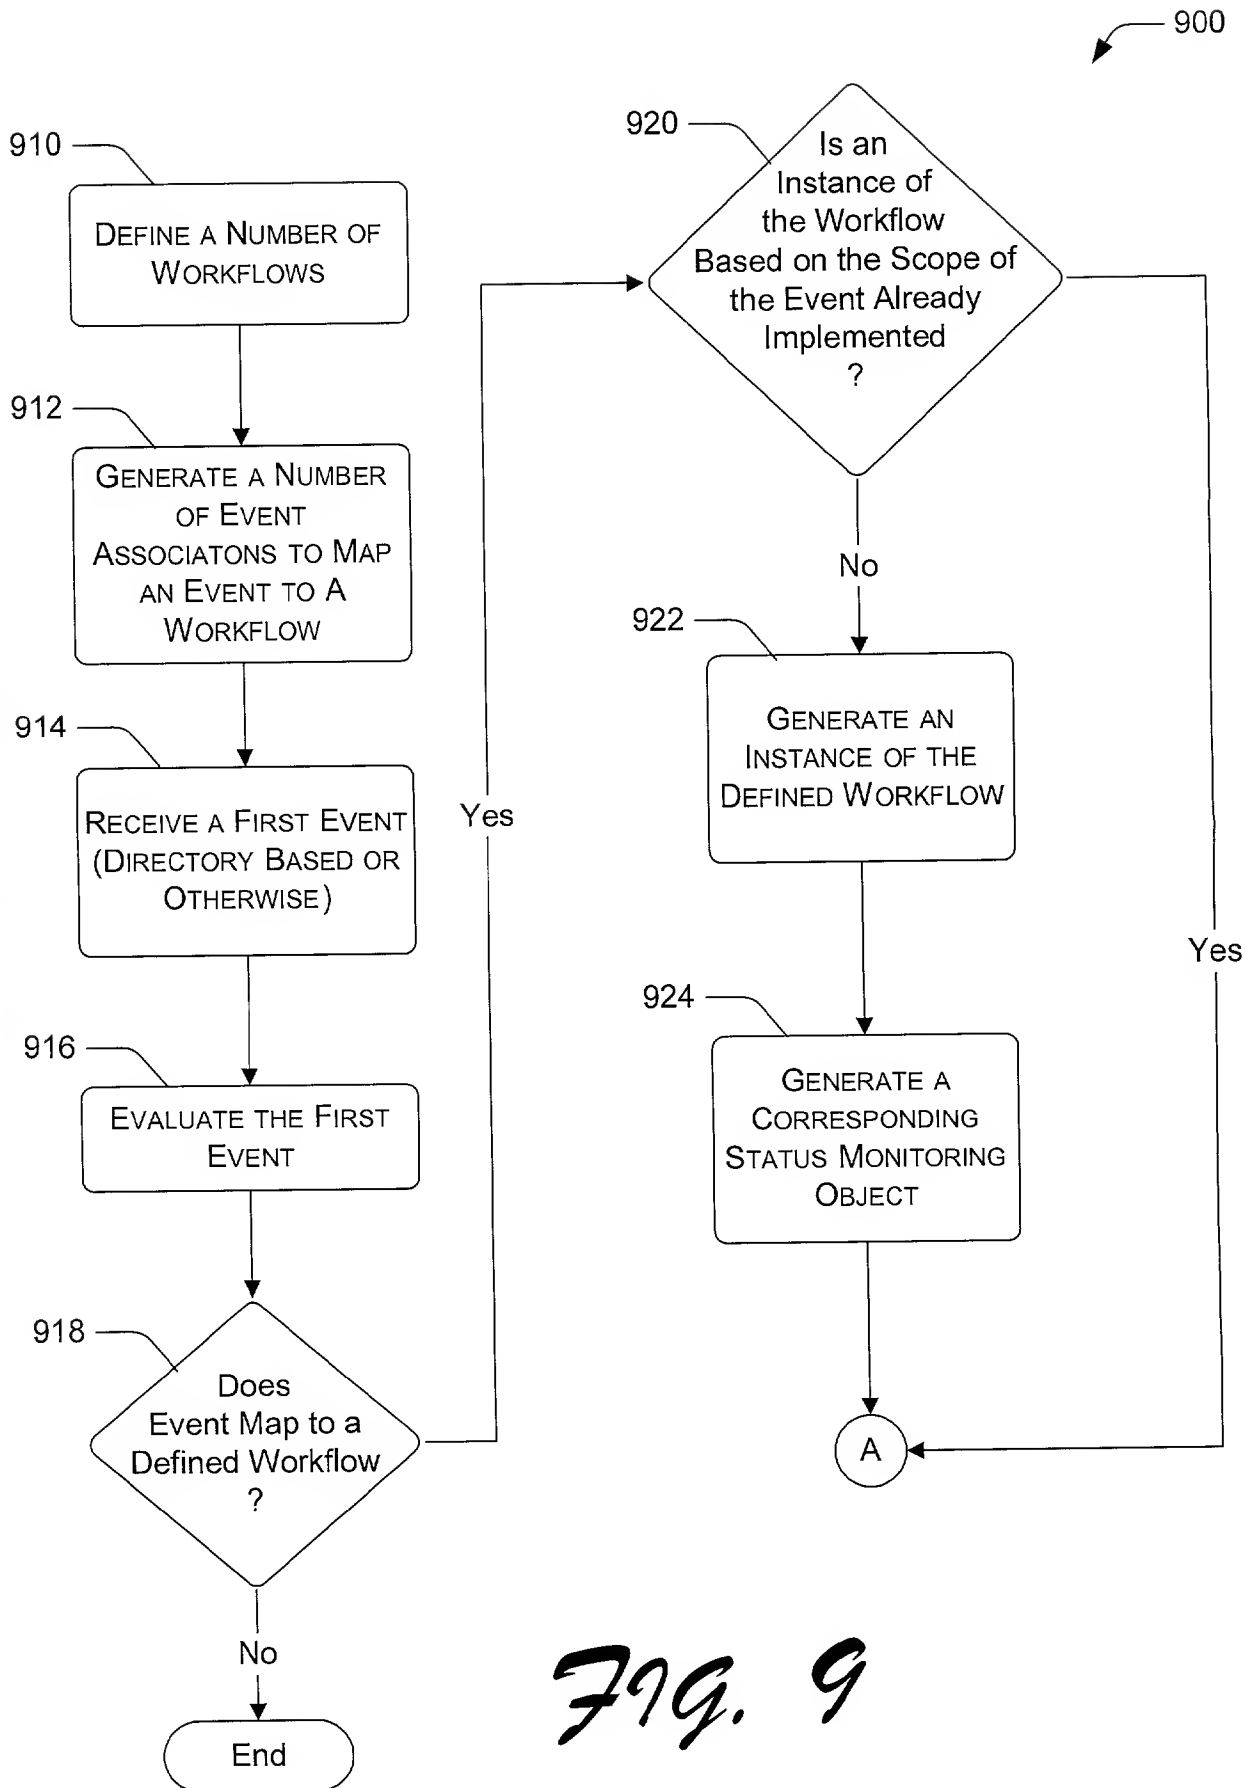 900
910
DEFINE A NUMBER OF
WORKFLOWS
912
GENERATE A NUMBER
OF EVENT
ASSOCIATONS TO MAP
AN EVENT TO A
WORKFLOW
914
RECEIVE A FIRST EVENT
(DIRECTORY BASED OR
OTHERWISE)
916
EVALUATE THE FIRST
EVENT
918
Does
Event Map to a
Defined Workflow
?
No
End
Yes
920
Is an
Instance of
the Workflow
Based on the Scope of
the Event Already
Implemented
?
No
922
GENERATE AN
INSTANCE OF THE
DEFINED WORKFLOW
924
GENERATE A
CORRESPONDING
STATUS MONITORING
OBJECT
Yes
A
FIG. 9